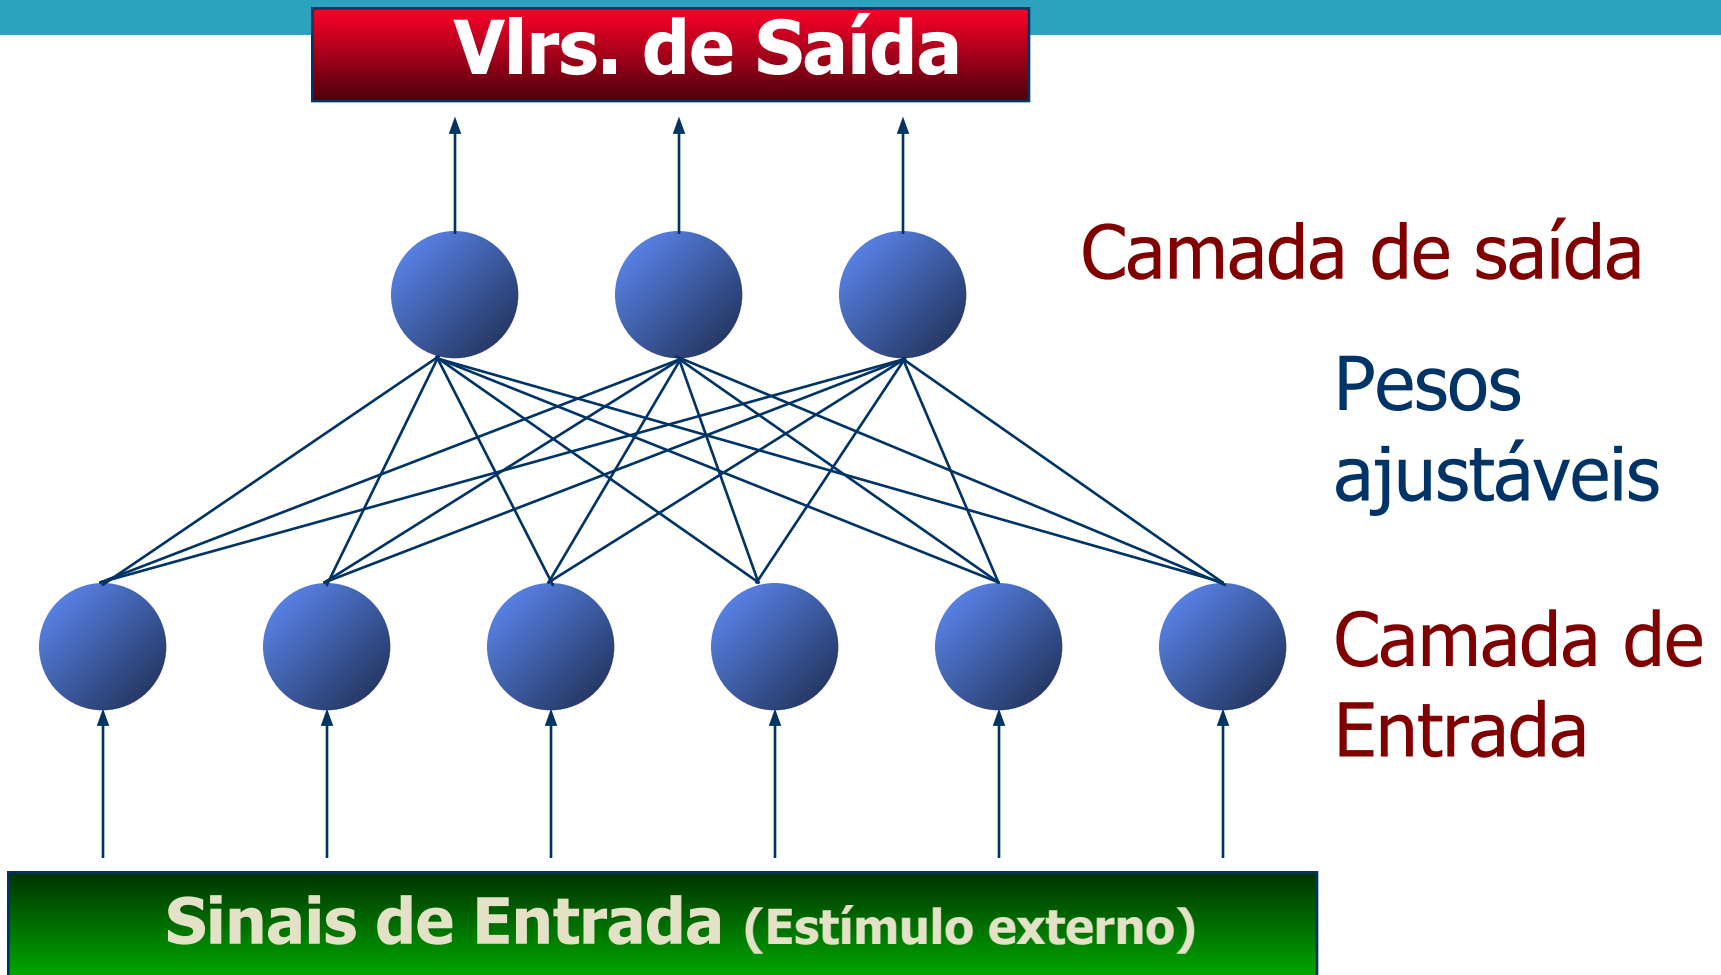 Vlrs. de Saída
Camada de saída
Pesos
ajustáveis
Camada de
Entrada
Sinais de Entrada (Estímulo externo)